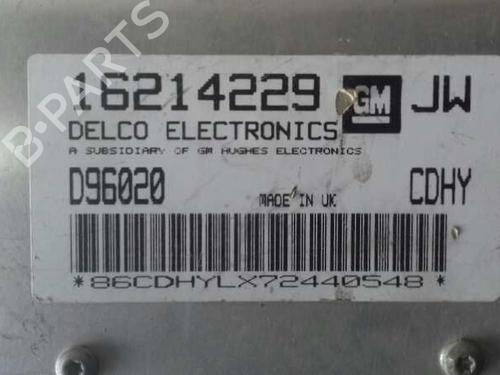 16214229 GM JW
DELCO ELECTRONICS
A SUBSIDIARY OF GM HUGHES ELECTRONICS
D96020 MADE IN UK CDHY
*86CDHYLX72440548*
B-PARTS